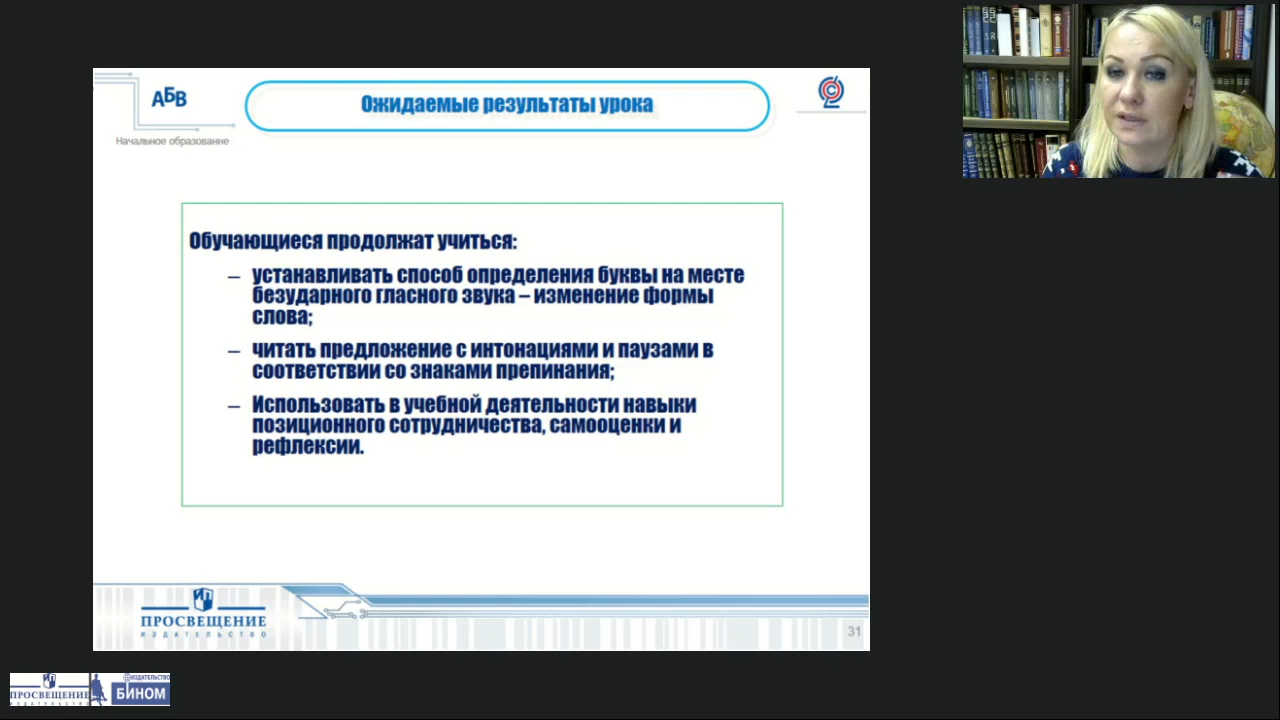 АБВ
Начальное образование
Ожидаемые результаты урока
Обучающиеся продолжат учиться:
– устанавливать способ определения буквы на месте
безударного гласного звука – изменение формы
слова;
– читать предложение с интонациями и паузами в
соответствии со знаками препинания;
– Использовать в учебной деятельности навыки
позиционного сотрудничества, самооценки и
рефлексии.
ПРОСВЕЩЕНИЕ
ИЗДАТЕЛЬСТВО
31
ПРОСВЕЩЕНИЕ
ИЗДАТЕЛЬСТВО
ИЗДАТЕЛЬСТВО
БИНОМ